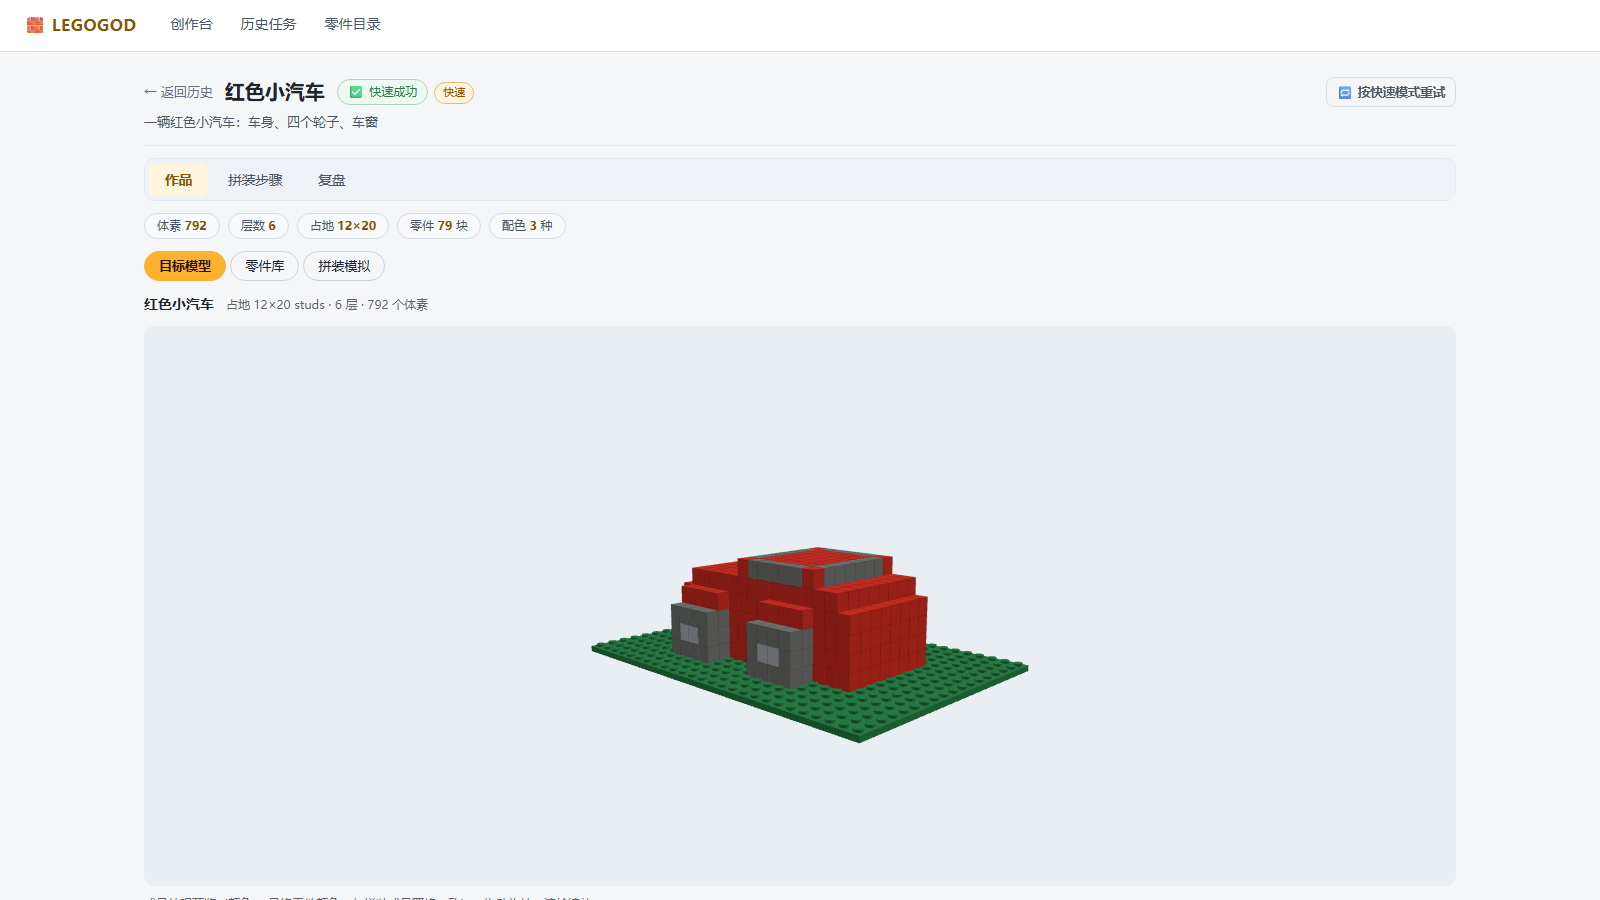 LEGOGOD 创作台 历史任务 零件目录
← 返回历史 红色小汽车 快速成功 快速 按快速模式重试
一辆红色小汽车：车身、四个轮子、车窗
作品 拼装步骤 复盘
体素 792 层数 6 占地 12×20 零件 79 块 配色 3 种
目标模型 零件库 拼装模拟
红色小汽车 占地 12×20 studs · 6 层 · 792 个体素